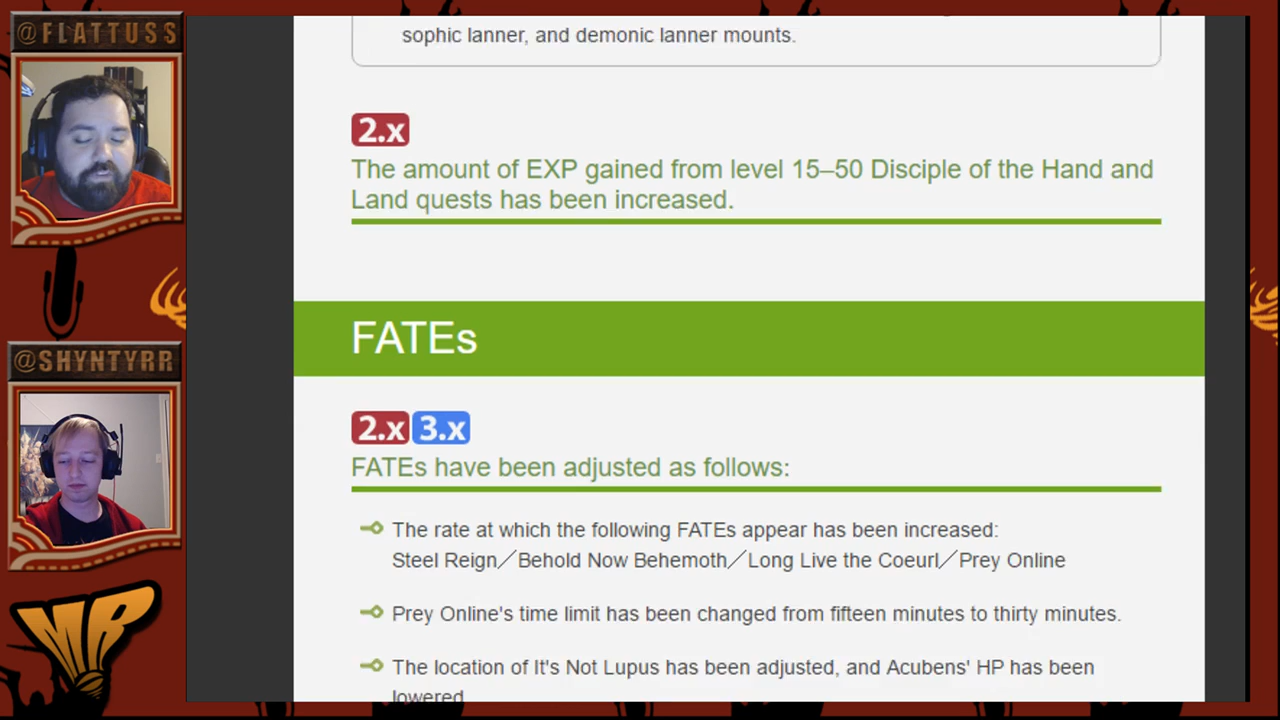 @FLATTUSS
sophic lanner, and demonic lanner mounts.
2.x
The amount of EXP gained from level 15–50 Disciple of the Hand and
Land quests has been increased.
FATEs
@SHYNTYRR
2.x 3.x
FATEs have been adjusted as follows:
The rate at which the following FATEs appear has been increased:
Steel Reign／Behold Now Behemoth／Long Live the Coeurl／Prey Online
Prey Online's time limit has been changed from fifteen minutes to thirty minutes.
The location of It's Not Lupus has been adjusted, and Acubens' HP has been
lowered
MR